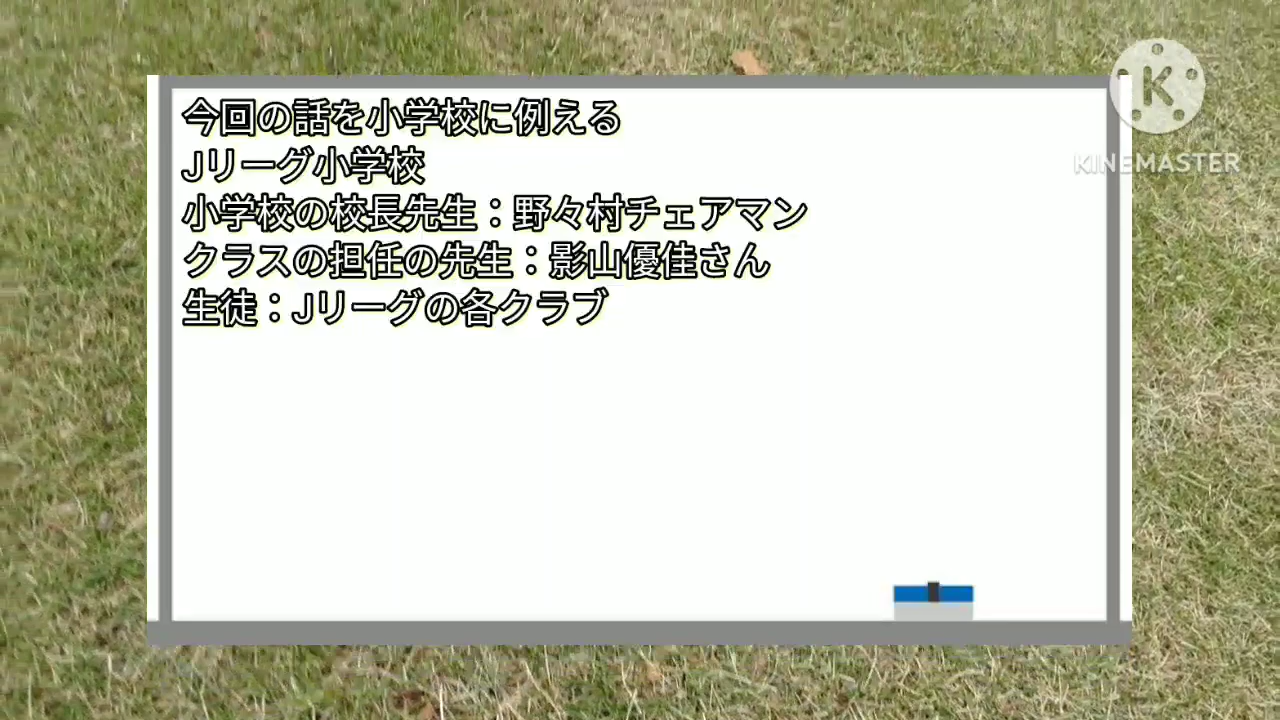 今回の話を小学校に例える
Jリーグ小学校
小学校の校長先生：野々村チェアマン
クラスの担任の先生：影山優佳さん
生徒：Jリーグの各クラブ
K
KINEMASTER